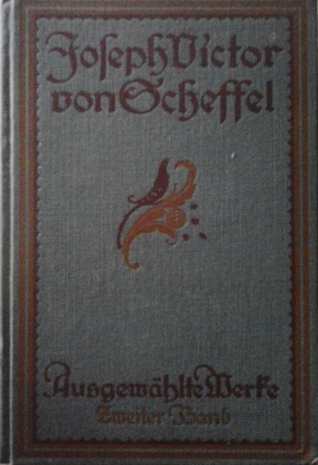 Joseph Victor
von Scheffel
Ausgewählte Werke
Zweiter Band